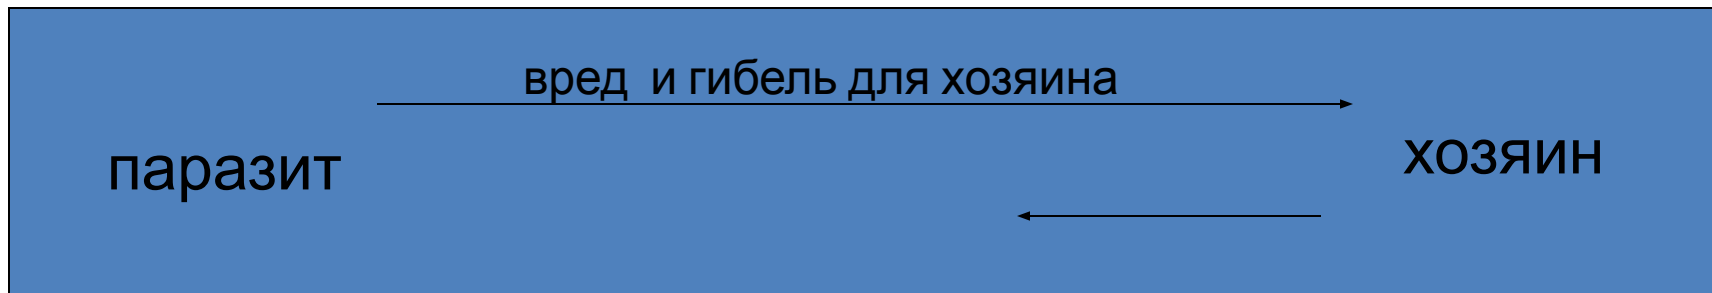 вред и гибель для хозяина
паразит
хозяин